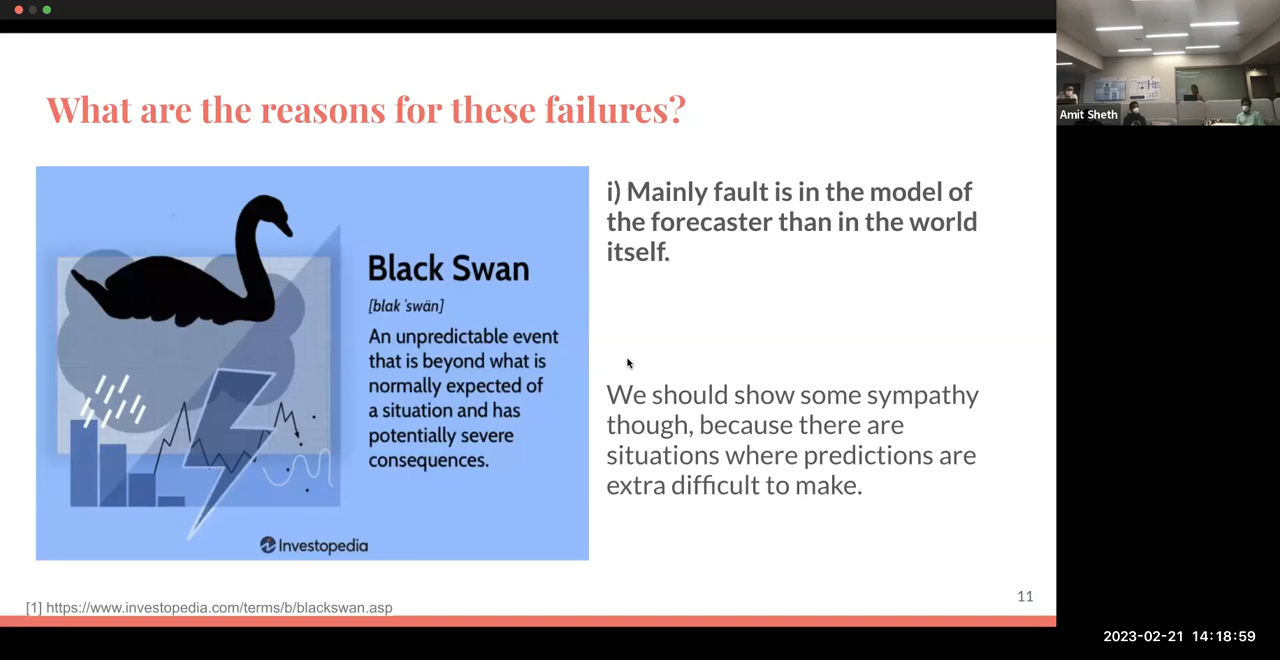 What are the reasons for these failures?
Black Swan
[blak ˈswän]
An unpredictable event
that is beyond what is
normally expected of
a situation and has
potentially severe
consequences.
Investopedia
i) Mainly fault is in the model of
the forecaster than in the world
itself.
We should show some sympathy
though, because there are
situations where predictions are
extra difficult to make.
[1] https://www.investopedia.com/terms/b/blackswan.asp
11
Amit Sheth
2023-02-21 14:18:59